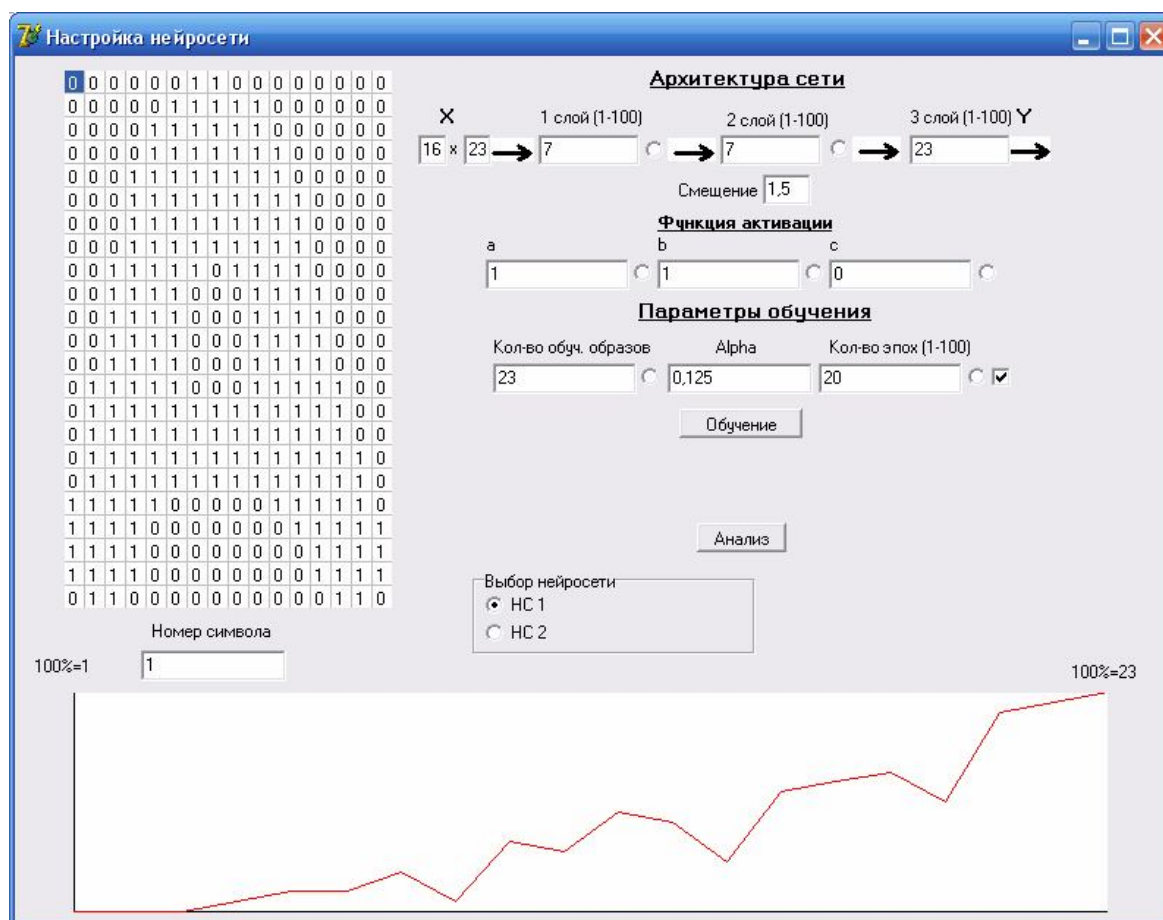 Настройка нейросети
0 0 0 0 0 0 1 1 0 0 0 0 0 0 0 0
0 0 0 0 0 1 1 1 1 1 0 0 0 0 0 0
0 0 0 0 1 1 1 1 1 1 0 0 0 0 0 0
0 0 0 0 1 1 1 1 1 1 1 0 0 0 0 0
0 0 0 1 1 1 1 1 1 1 1 0 0 0 0 0
0 0 0 1 1 1 1 1 1 1 1 1 0 0 0 0
0 0 0 1 1 1 1 1 1 1 1 1 0 0 0 0
0 0 0 1 1 1 1 1 1 1 1 1 0 0 0 0
0 0 1 1 1 1 1 0 1 1 1 1 0 0 0 0
0 0 1 1 1 1 0 0 0 1 1 1 1 0 0 0
0 0 1 1 1 1 0 0 0 1 1 1 1 0 0 0
0 0 1 1 1 1 0 0 0 1 1 1 1 0 0 0
0 0 1 1 1 1 0 0 0 1 1 1 1 0 0 0
0 1 1 1 1 1 0 0 0 1 1 1 1 1 0 0
0 1 1 1 1 1 1 1 1 1 1 1 1 1 0 0
0 1 1 1 1 1 1 1 1 1 1 1 1 1 0 0
0 1 1 1 1 1 1 1 1 1 1 1 1 1 1 0
0 1 1 1 1 1 1 1 1 1 1 1 1 1 1 0
1 1 1 1 1 0 0 0 0 0 1 1 1 1 1 0
1 1 1 1 0 0 0 0 0 0 0 1 1 1 1 1
1 1 1 1 0 0 0 0 0 0 0 0 1 1 1 1
1 1 1 1 0 0 0 0 0 0 0 0 1 1 1 1
0 1 1 0 0 0 0 0 0 0 0 0 0 1 1 0
Номер символа
100%=1
1
Архитектура сети
X 1 слой (1-100) 2 слой (1-100) 3 слой (1-100) Y
16 x 23 7 7 23
Смещение 1,5
Функция активации
a b c
1 1 0
Параметры обучения
Кол-во обуч. образов Alpha Кол-во эпох (1-100)
23 0,125 20
Обучение
Анализ
Выбор нейросети
НС 1
НС 2
100%=23